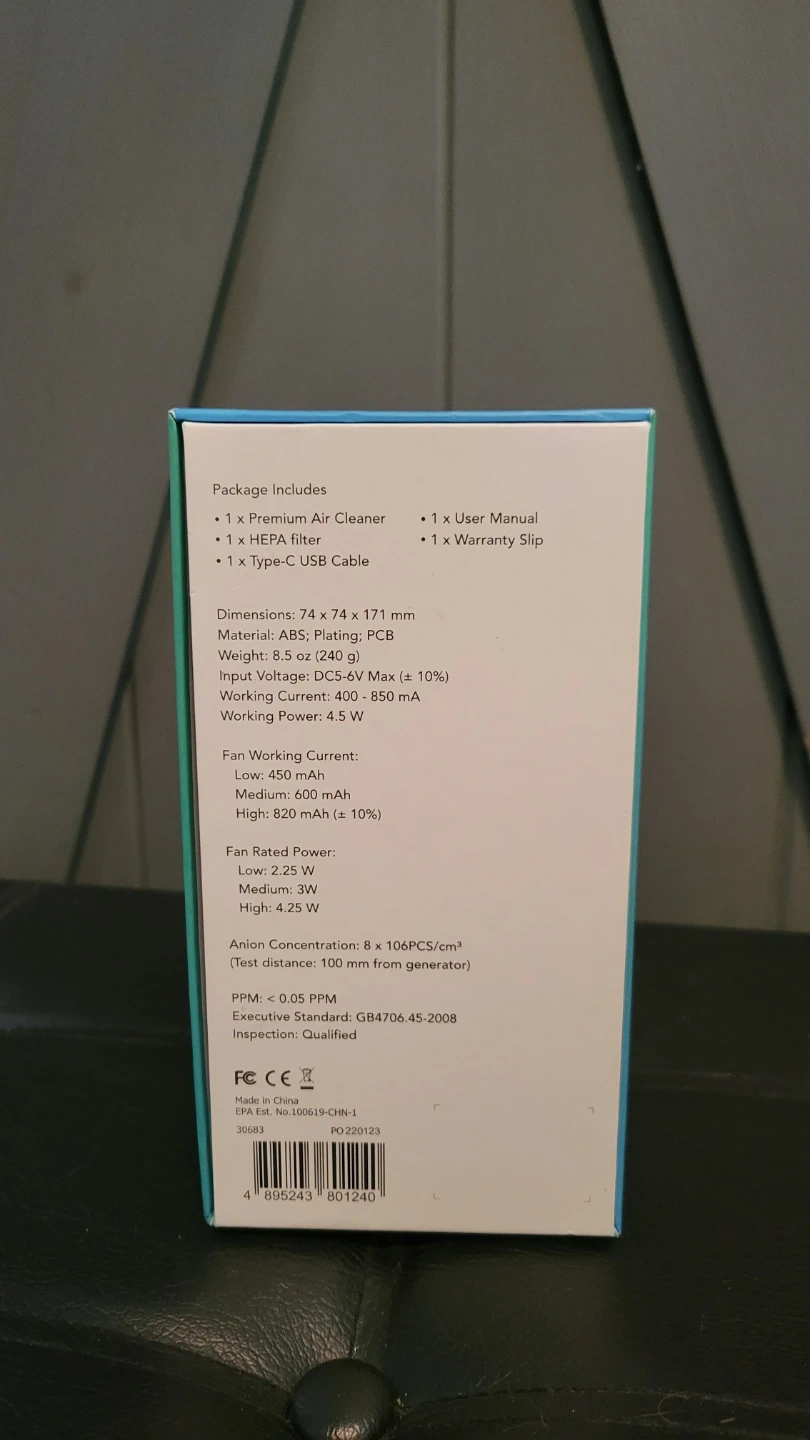 Package Includes
• 1 x Premium Air Cleaner
• 1 x HEPA filter
• 1 x Type-C USB Cable
• 1 x User Manual
• 1 x Warranty Slip
Dimensions: 74 x 74 x 171 mm
Material: ABS; Plating; PCB
Weight: 8.5 oz (240 g)
Input Voltage: DC5-6V Max (± 10%)
Working Current: 400 - 850 mA
Working Power: 4.5 W
Fan Working Current:
Low: 450 mAh
Medium: 600 mAh
High: 820 mAh (± 10%)
Fan Rated Power:
Low: 2.25 W
Medium: 3W
High: 4.25 W
Anion Concentration: 8 x 106PCS/cm³
(Test distance: 100 mm from generator)
PPM: < 0.05 PPM
Executive Standard: GB4706.45-2008
Inspection: Qualified
FC CE
Made in China
EPA Est. No.100619-CHN-1
30683 PO220123
4 895243 801240